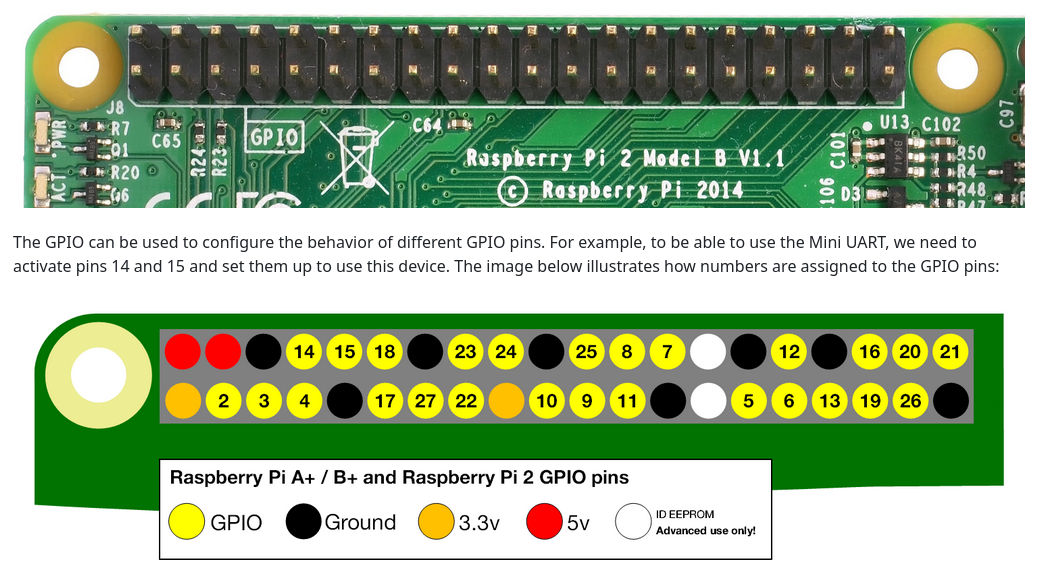 J8
PWR
R7
C65
Q1
R24
R23
GPIO
C64
Raspberry Pi 2 Model B V1.1
© Raspberry Pi 2014
ACT
R20
Q6
C101
U13
C102
C97
R50
R4
R48
R47
D3
The GPIO can be used to configure the behavior of different GPIO pins. For example, to be able to use the Mini UART, we need to
activate pins 14 and 15 and set them up to use this device. The image below illustrates how numbers are assigned to the GPIO pins:
14 15 18 23 24 25 8 7 12 16 20 21
2 3 4 17 27 22 10 9 11 5 6 13 19 26
Raspberry Pi A+ / B+ and Raspberry Pi 2 GPIO pins
GPIO Ground 3.3v 5v ID EEPROM
Advanced use only!